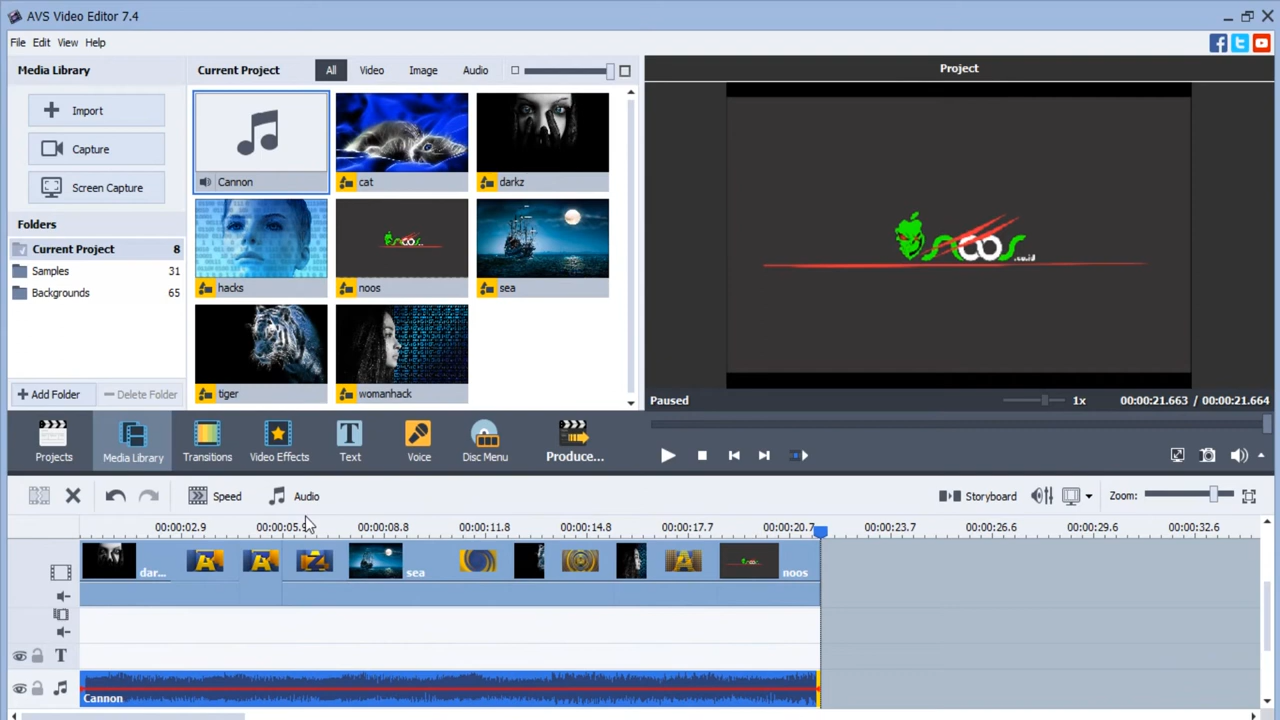 AVS Video Editor 7.4
File Edit View Help
Media Library
Import
Capture
Screen Capture
Folders
Current Project 8
Samples 31
Backgrounds 65
Add Folder Delete Folder
Current Project All Video Image Audio
Cannon cat darkz
hacks noos sea
tiger womanhack
Project
noos.co.id
Paused 1x 00:00:21.663 / 00:00:21.664
Projects Media Library Transitions Video Effects Text Voice Disc Menu Produce...
Speed Audio Storyboard Zoom:
00:00:02.9 00:00:05.9 00:00:08.8 00:00:11.8 00:00:14.8 00:00:17.7 00:00:20.7 00:00:23.7 00:00:26.6 00:00:29.6 00:00:32.6
dar... A A Z sea A noos
T
Cannon